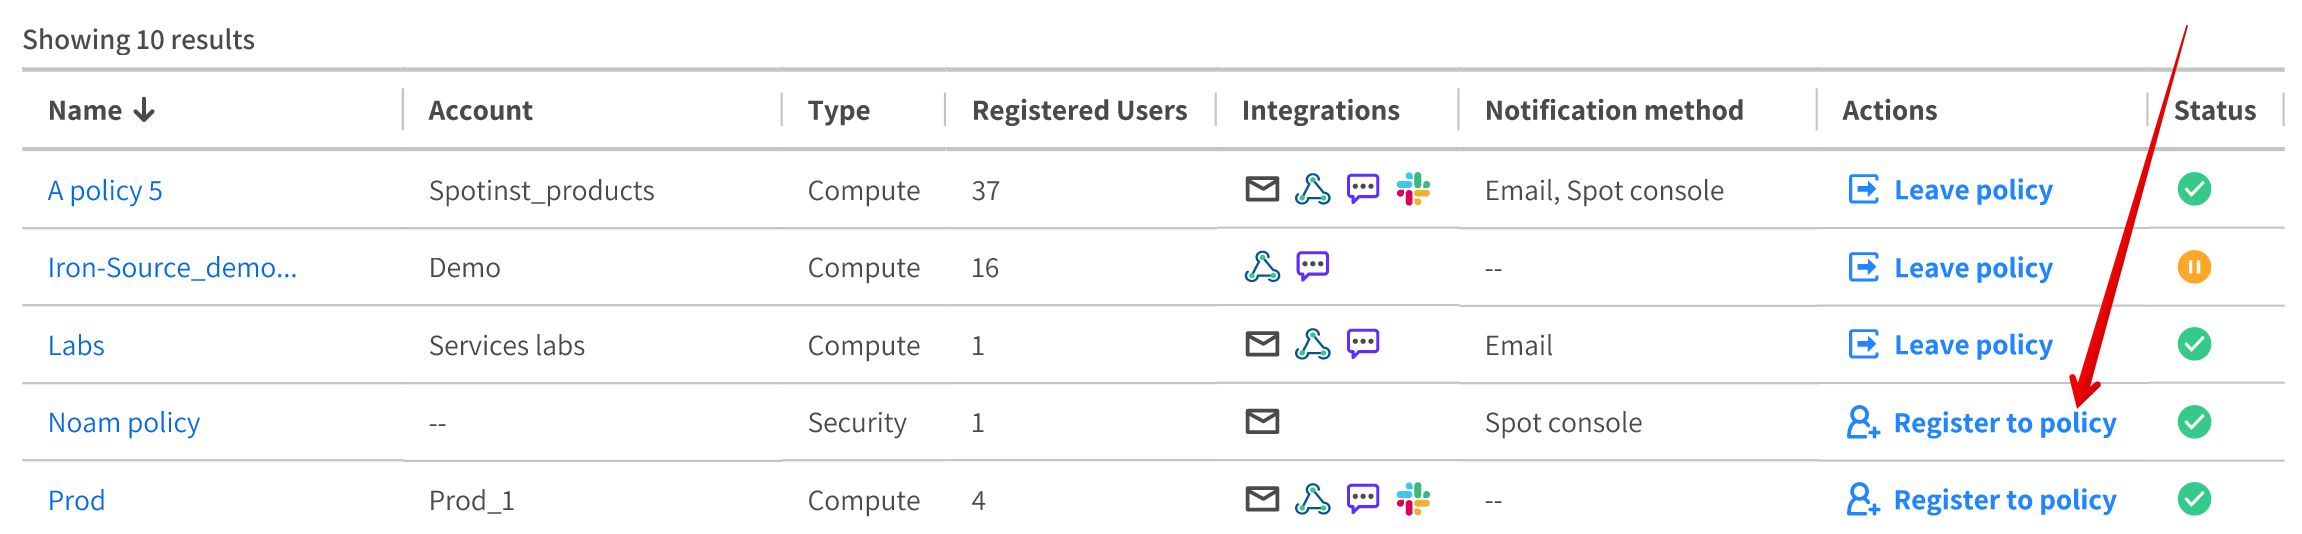 Showing 10 results
Name Account Type Registered Users Integrations Notification method Actions Status
A policy 5 Spotinst_products Compute 37 Email, Spot console Leave policy
Iron-Source_demo... Demo Compute 16 -- Leave policy
Labs Services labs Compute 1 Email Leave policy
Noam policy -- Security 1 Spot console Register to policy
Prod Prod_1 Compute 4 -- Register to policy